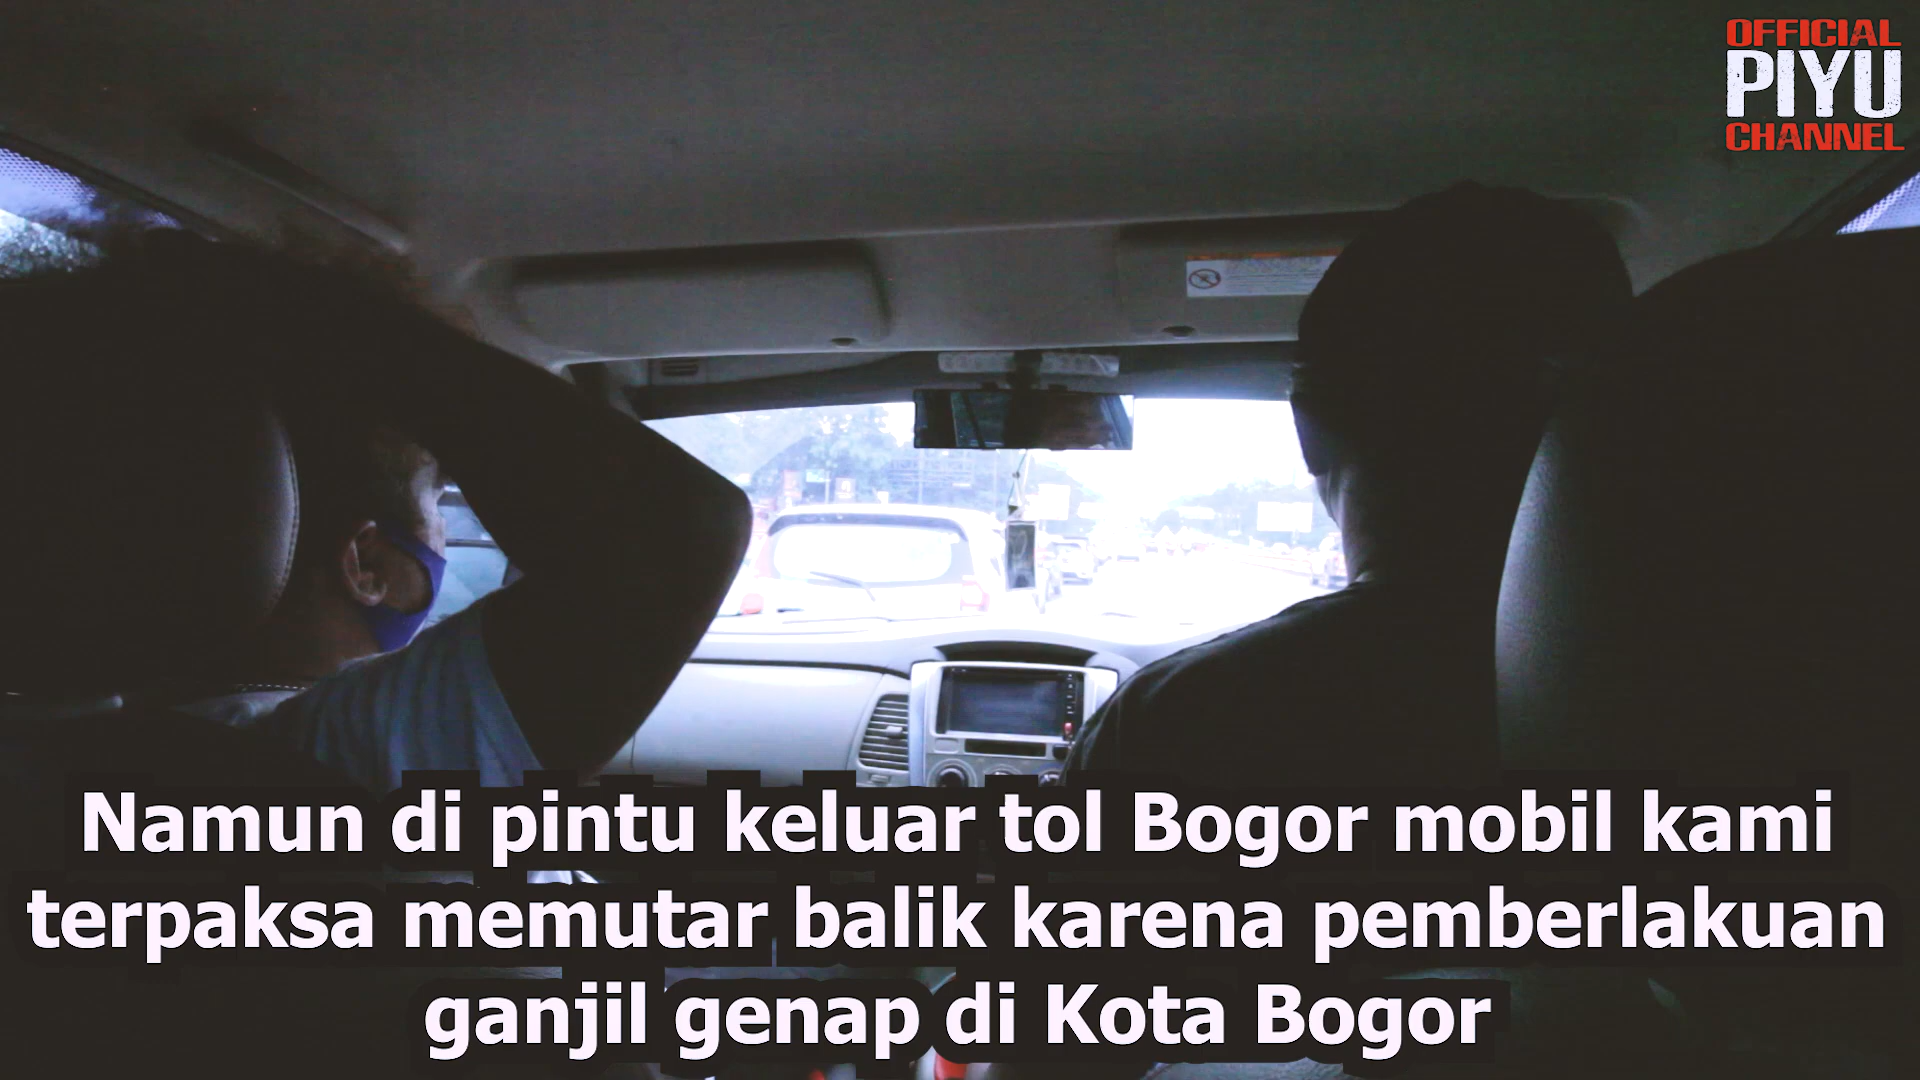 OFFICIAL
PIYU
CHANNEL
Namun di pintu keluar tol Bogor mobil kami
terpaksa memutar balik karena pemberlakuan
ganjil genap di Kota Bogor